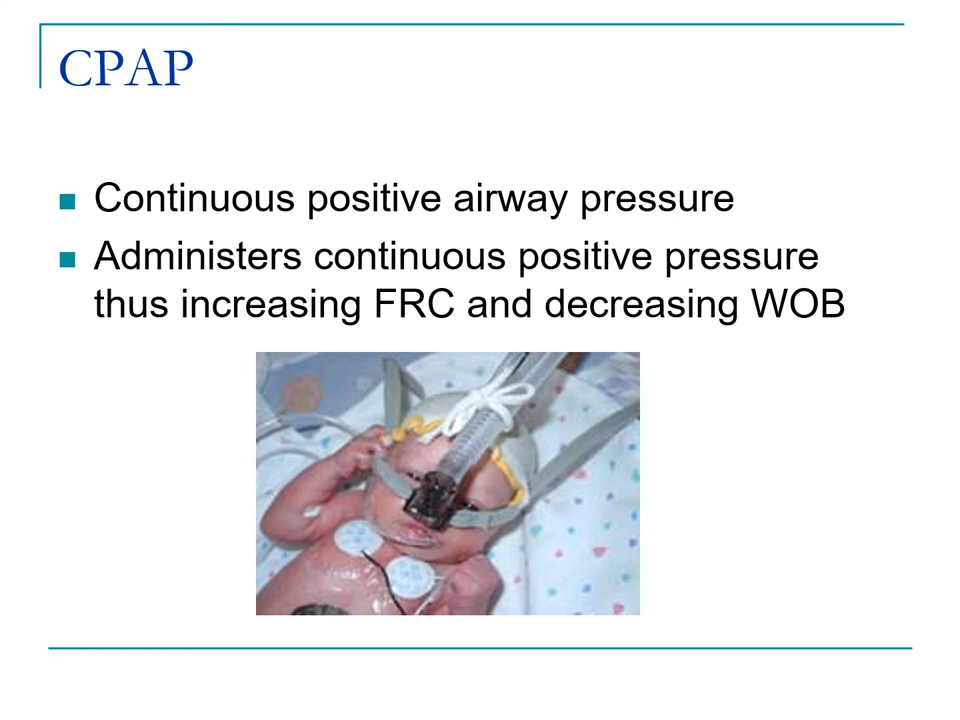 CPAP
Continuous positive airway pressure
Administers continuous positive pressure
thus increasing FRC and decreasing WOB